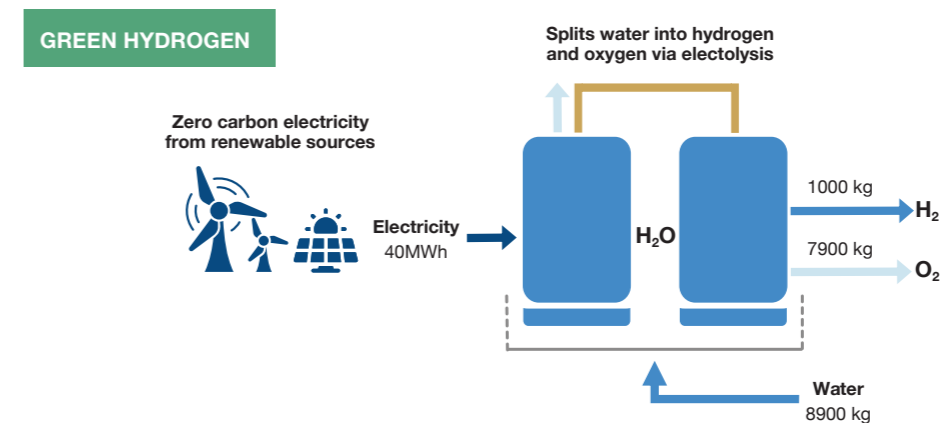 GREEN HYDROGEN
Splits water into hydrogen
and oxygen via electolysis
Zero carbon electricity
from renewable sources
Electricity
40MWh
H₂O
1000 kg
H₂
7900 kg
O₂
Water
8900 kg